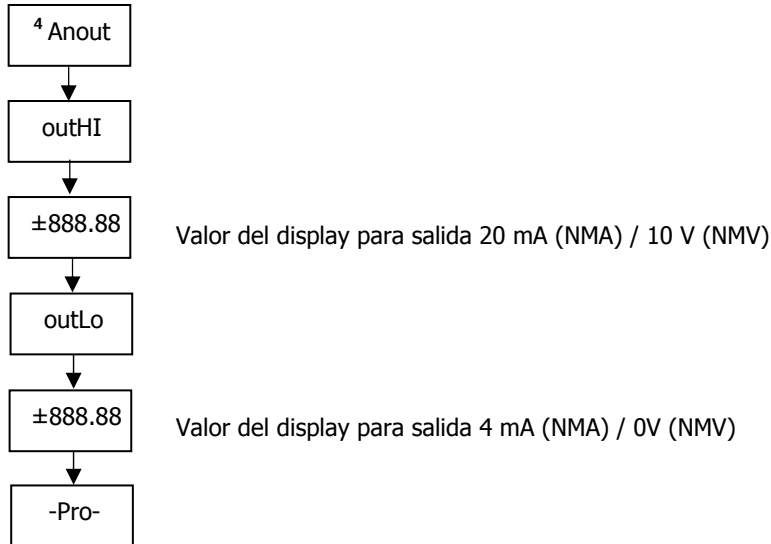 ⁴ Anout
outHI
±888.88 Valor del display para salida 20 mA (NMA) / 10 V (NMV)
outLo
±888.88 Valor del display para salida 4 mA (NMA) / 0V (NMV)
-Pro-